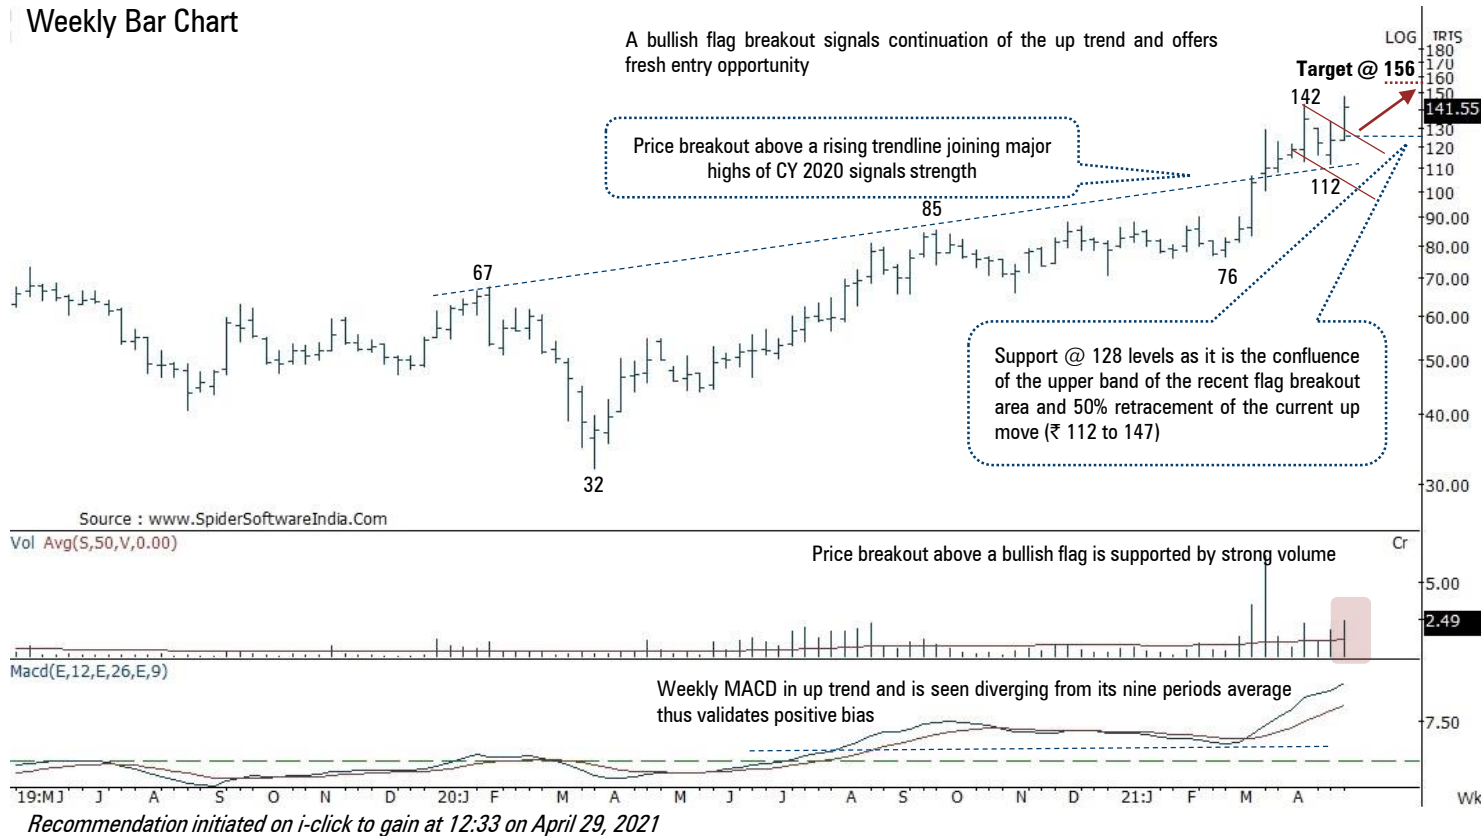 Weekly Bar Chart
A bullish flag breakout signals continuation of the up trend and offers
fresh entry opportunity
LOG IRIS
180
170
Target @ 156
160
150
142
141.55
130
Price breakout above a rising trendline joining major
highs of CY 2020 signals strength
120
110
112
100
85
90.00
80.00
67
76
70.00
60.00
Support @ 128 levels as it is the confluence
of the upper band of the recent flag breakout
area and 50% retracement of the current up
move (₹ 112 to 147)
50.00
40.00
32
30.00
Source : www.SpiderSoftwareIndia.Com
Vol Avg(S,50,V,0.00)
Cr
Price breakout above a bullish flag is supported by strong volume
5.00
2.49
Macd(E,12,E,26,E,9)
Weekly MACD in up trend and is seen diverging from its nine periods average
thus validates positive bias
7.50
19:MJ J A S O N D 20:J F M A M J J A S O N D 21:J F M A Wk
Recommendation initiated on i-click to gain at 12:33 on April 29, 2021